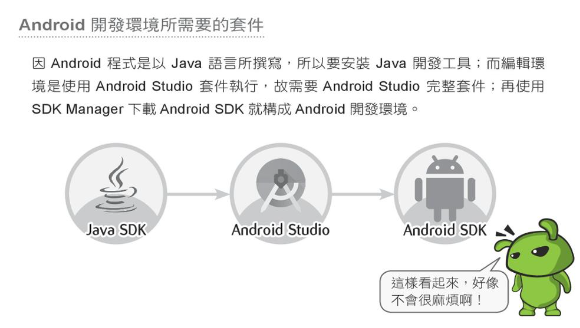 Android 開發環境所需要的套件
因 Android 程式是以 Java 語言所撰寫，所以要安裝 Java 開發工具；而編輯環
境是使用 Android Studio 套件執行，故需要 Android Studio 完整套件；再使用
SDK Manager 下載 Android SDK 就構成 Android 開發環境。
Java SDK
Android Studio
Android SDK
這樣看起來，好像
不會很麻煩啊！